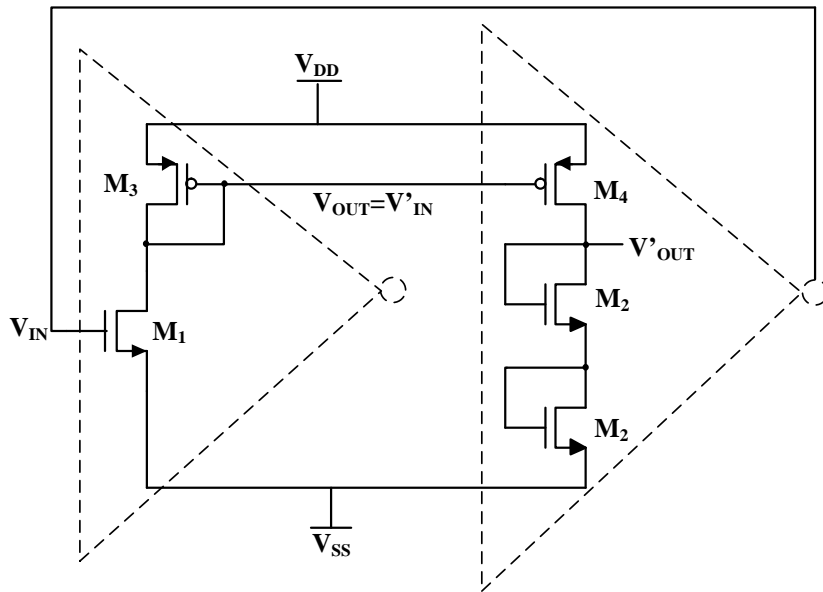 V_DD
M_3
V_OUT=V'_IN
M_4
V'_OUT
V_IN
M_1
M_2
M_2
V_SS